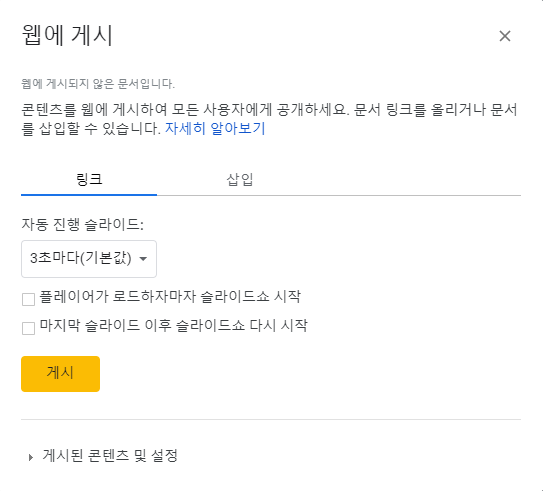 웹에 게시
웹에 게시되지 않은 문서입니다.
콘텐츠를 웹에 게시하여 모든 사용자에게 공개하세요. 문서 링크를 올리거나 문서
를 삽입할 수 있습니다. 자세히 알아보기
링크 삽입
자동 진행 슬라이드:
3초마다(기본값)
플레이어가 로드하자마자 슬라이드쇼 시작
마지막 슬라이드 이후 슬라이드쇼 다시 시작
게시
게시된 콘텐츠 및 설정